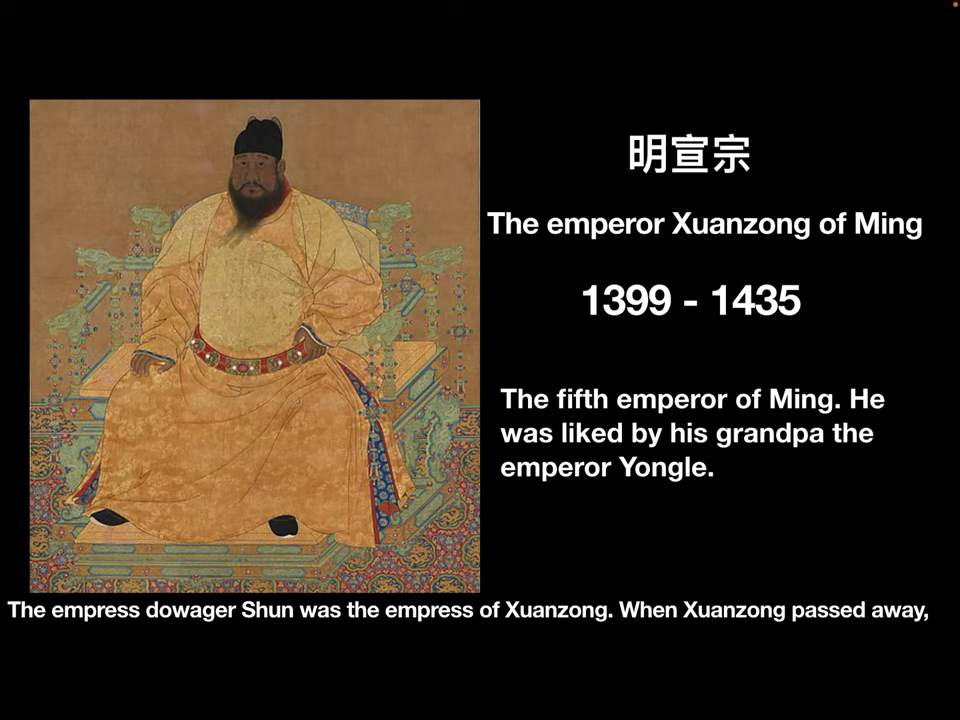 明宣宗
The emperor Xuanzong of Ming
1399 - 1435
The fifth emperor of Ming. He
was liked by his grandpa the
emperor Yongle.
The empress dowager Shun was the empress of Xuanzong. When Xuanzong passed away,